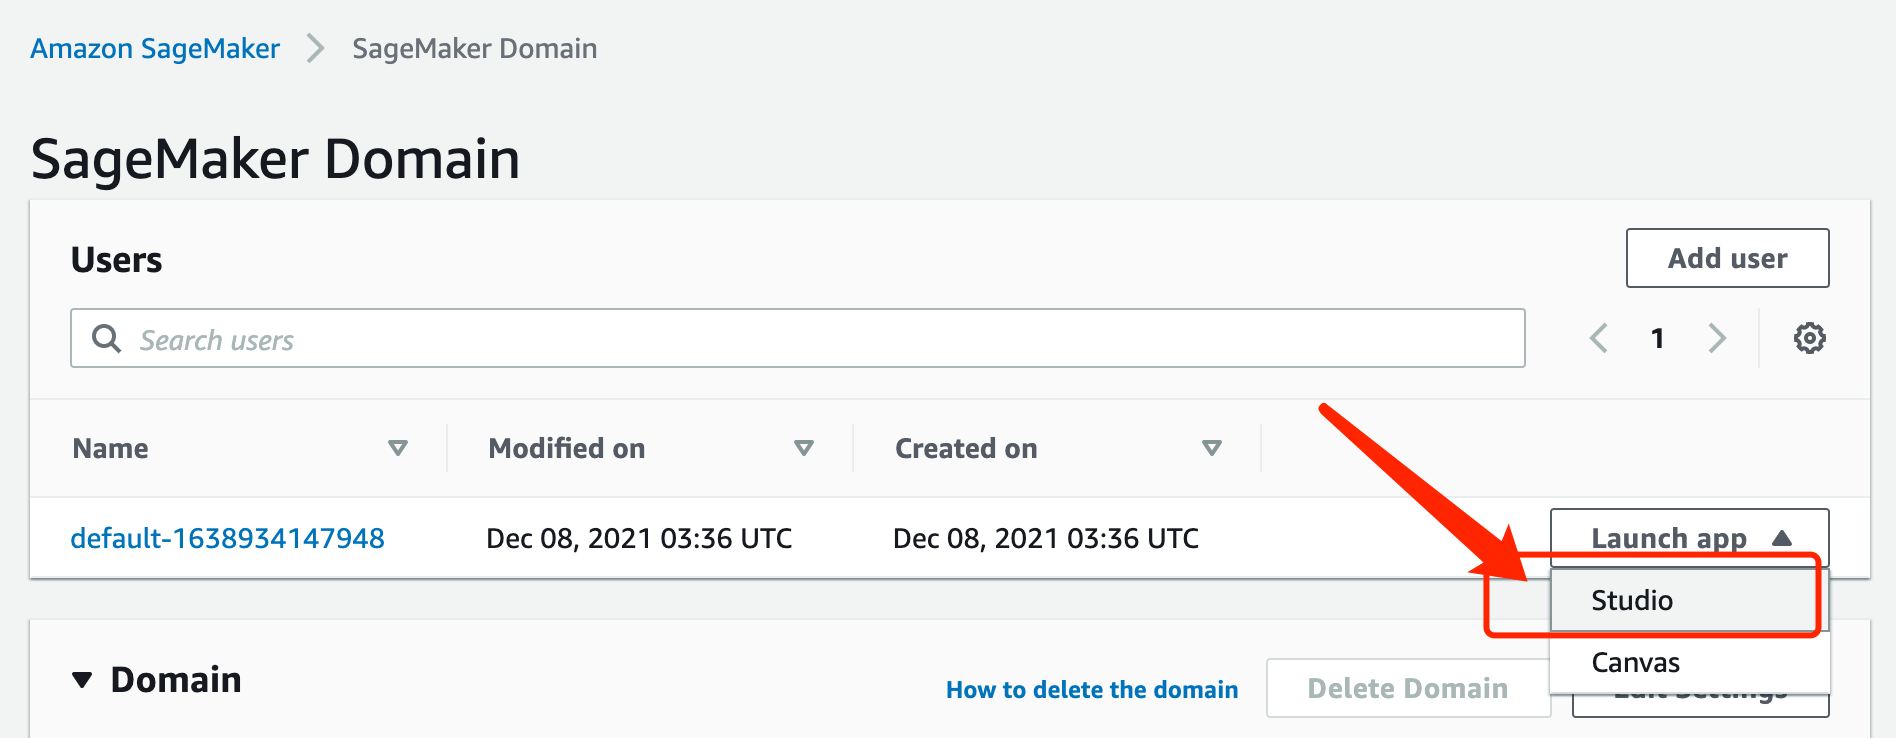 Amazon SageMaker > SageMaker Domain
SageMaker Domain
Users
Add user
Search users
1
Name
Modified on
Created on
default-1638934147948
Dec 08, 2021 03:36 UTC
Dec 08, 2021 03:36 UTC
Launch app
Studio
Canvas
Domain
How to delete the domain
Delete Domain
Edit Settings